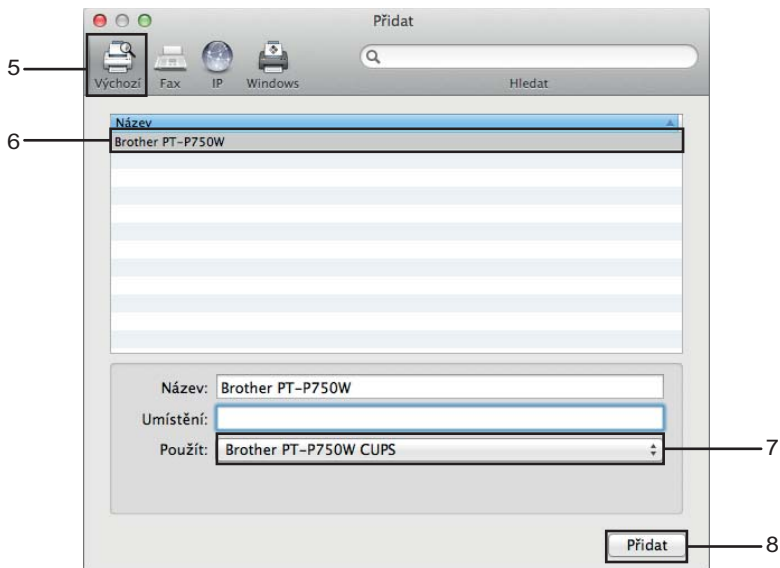 Přidat
5
Výchozí Fax IP Windows Hledat
Název
6
Brother PT-P750W
Název: Brother PT-P750W
Umístění:
Použít: Brother PT-P750W CUPS
7
Přidat
8